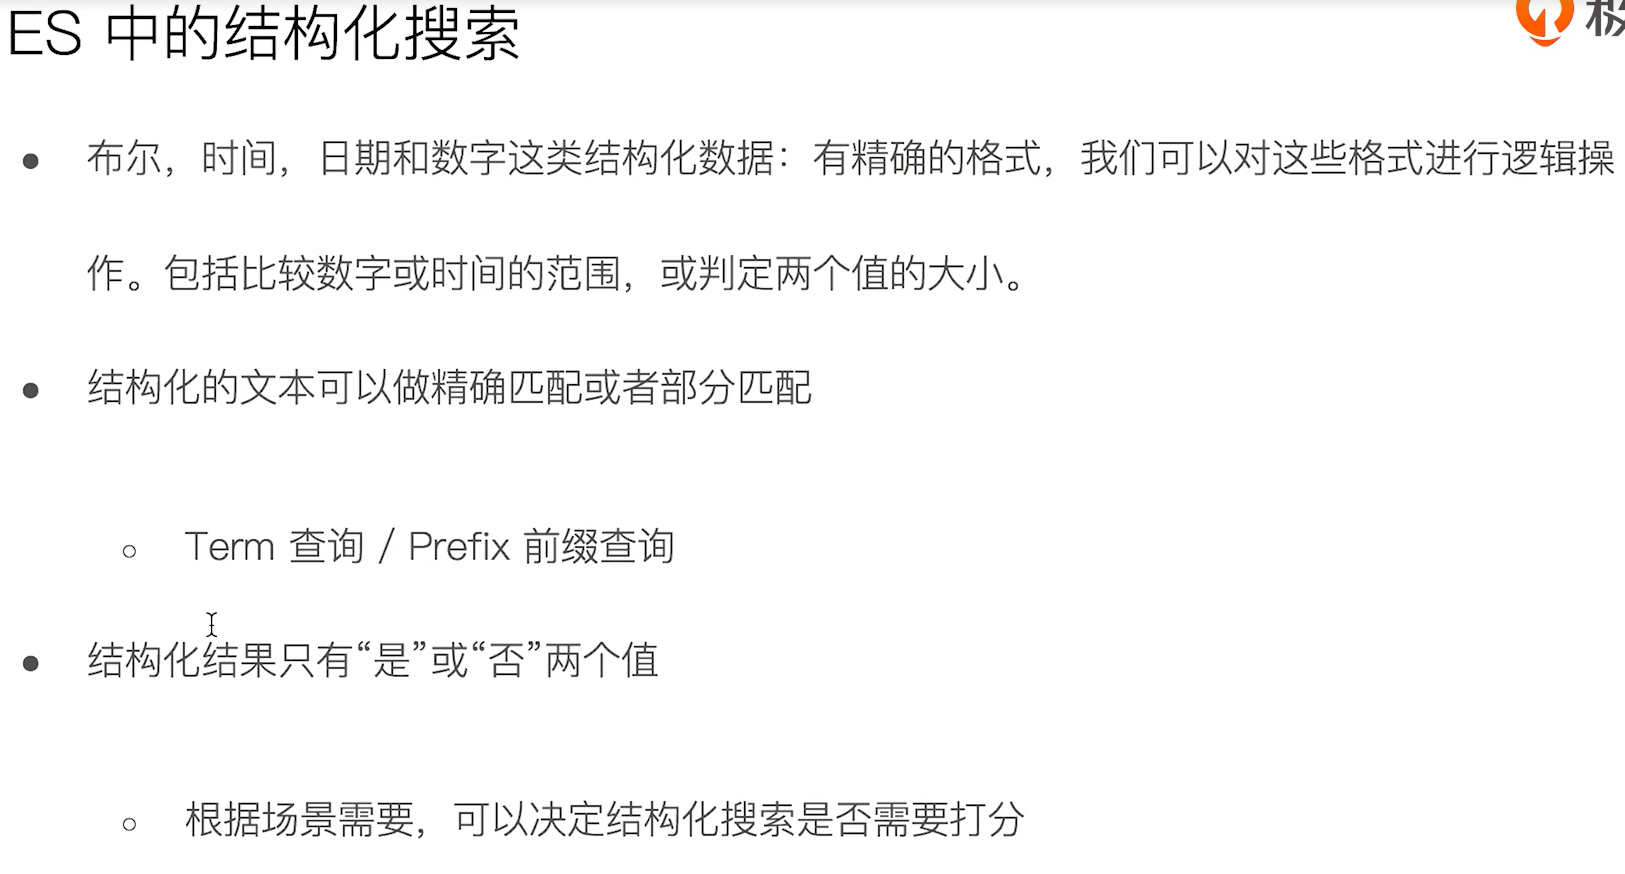 ES 中的结构化搜索
布尔，时间，日期和数字这类结构化数据：有精确的格式，我们可以对这些格式进行逻辑操
作。包括比较数字或时间的范围，或判定两个值的大小。
结构化的文本可以做精确匹配或者部分匹配
Term 查询 / Prefix 前缀查询
结构化结果只有“是”或“否”两个值
根据场景需要，可以决定结构化搜索是否需要打分